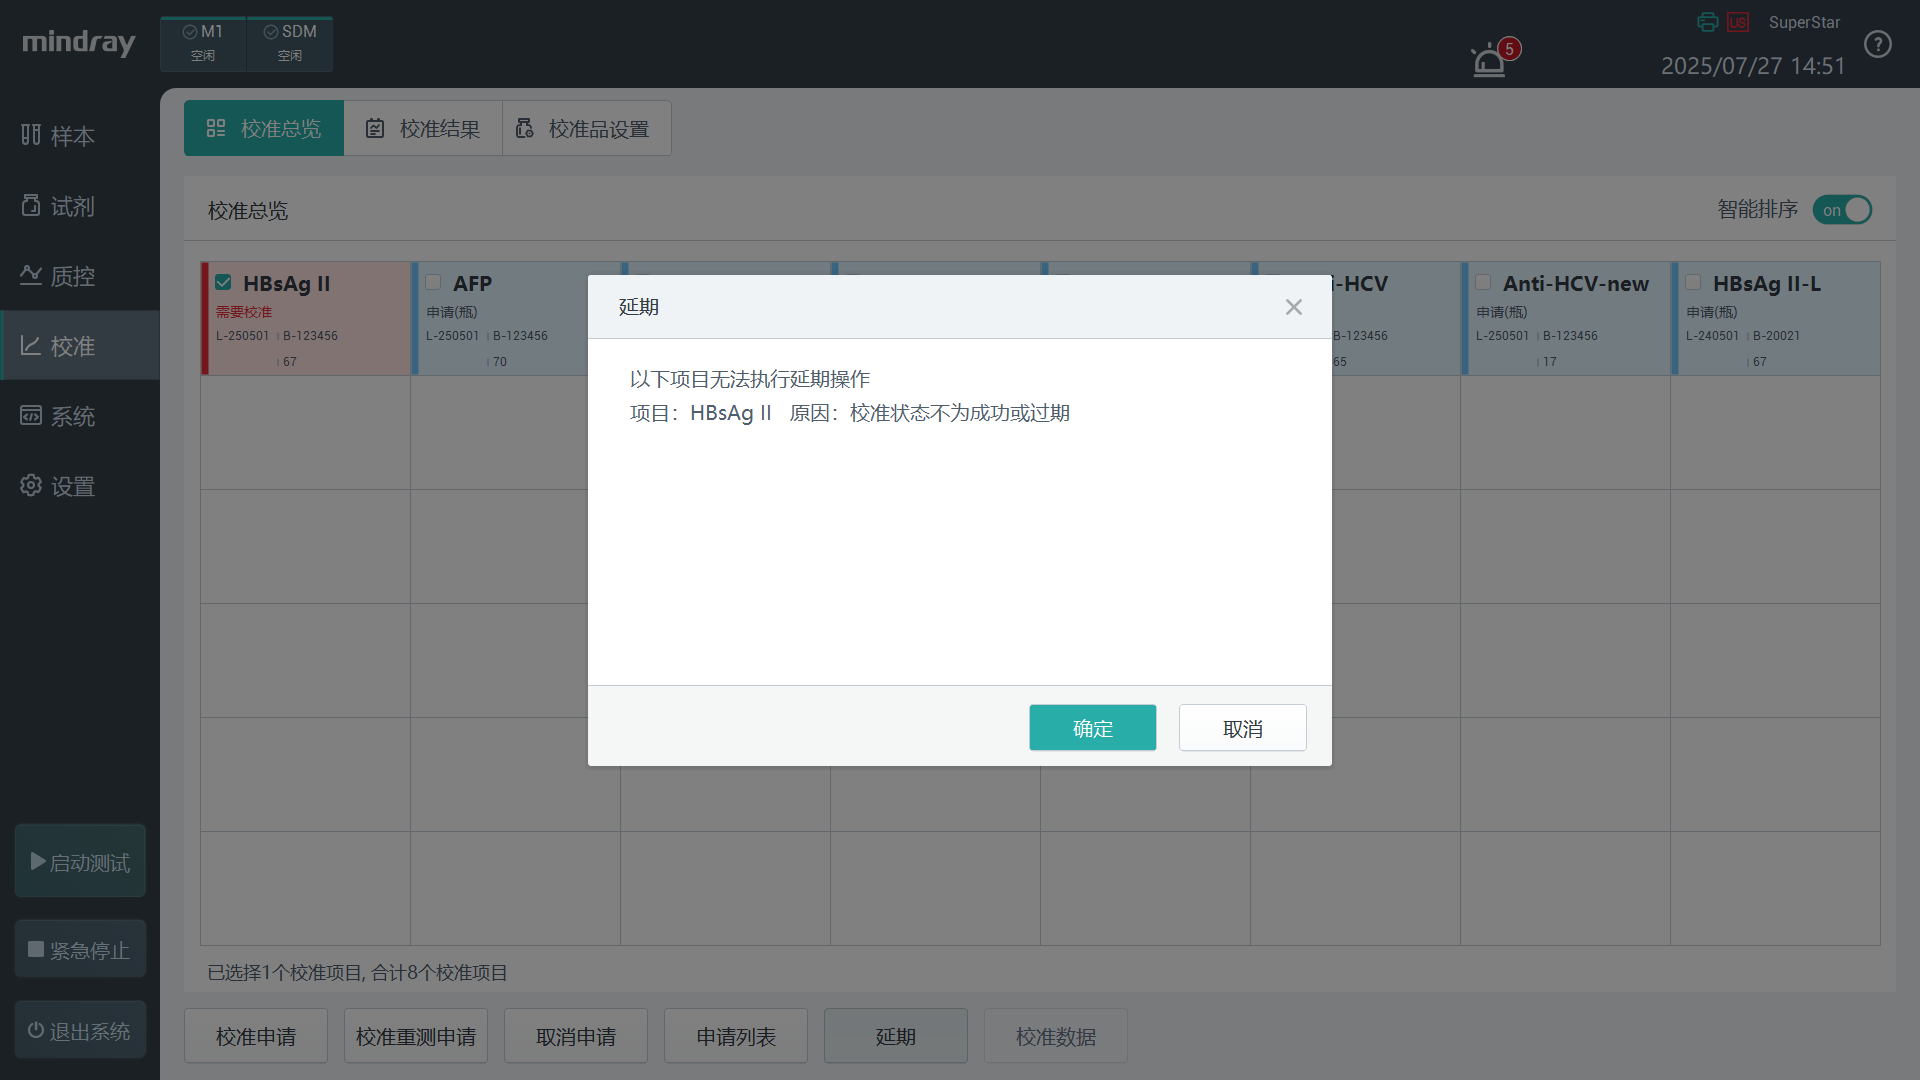 mindray
M1
空闲
SDM
空闲
5
LIS
SuperStar
2025/07/27 14:51
?
样本
试剂
质控
校准
系统
设置
启动测试
紧急停止
退出系统
校准总览
校准结果
校准品设置
校准总览
智能排序
on
HBsAg II
需要校准
L-250501 B-123456
67
AFP
申请(瓶)
L-250501 B-123456
70
i-HCV
B-123456
65
Anti-HCV-new
申请(瓶)
L-250501 B-123456
17
HBsAg II-L
申请(瓶)
L-240501 B-20021
67
延期
以下项目无法执行延期操作
项目：HBsAg II 原因：校准状态不为成功或过期
确定
取消
已选择1个校准项目, 合计8个校准项目
校准申请
校准重测申请
取消申请
申请列表
延期
校准数据